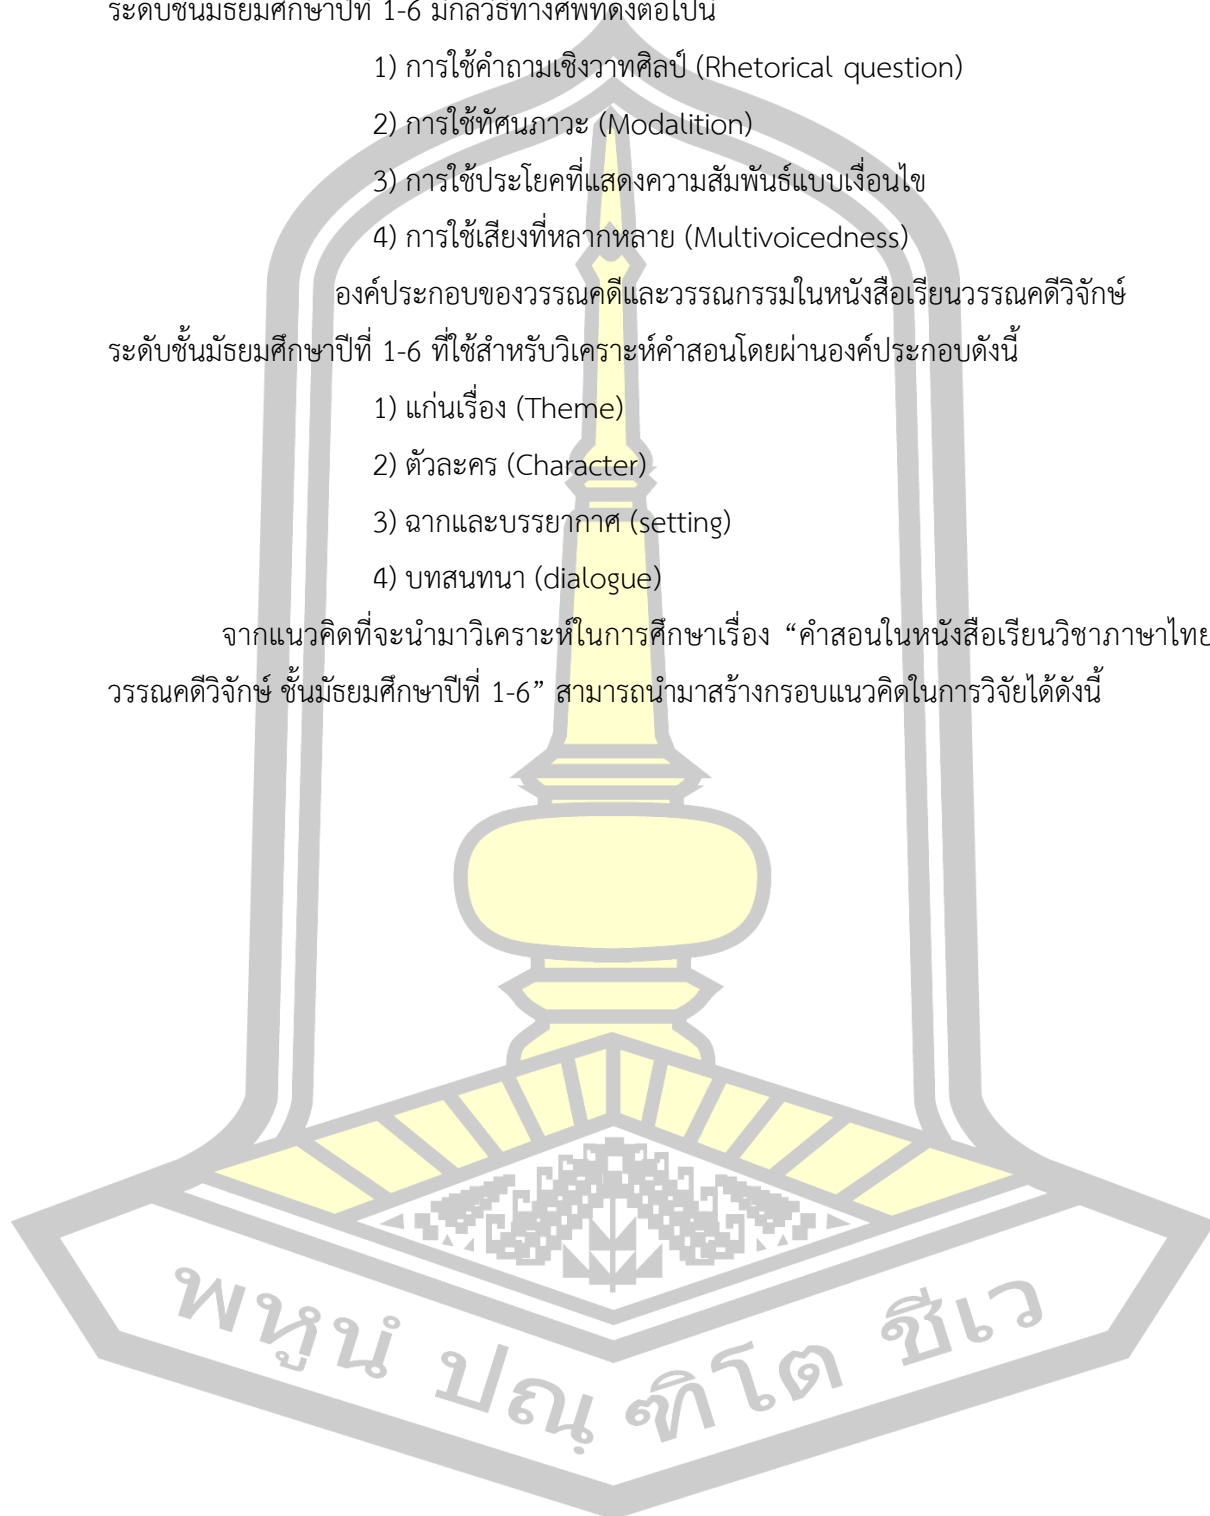 ระดับชั้นมัธยมศึกษาปีที่ 1-6 มีกลวิธีทางศัพท์ดังต่อไปนี้
1) การใช้คำถามเชิงวาทศิลป์ (Rhetorical question)
2) การใช้ทัศนภาวะ (Modalition)
3) การใช้ประโยคที่แสดงความสัมพันธ์แบบเงื่อนไข
4) การใช้เสียงที่หลากหลาย (Multivoicedness)
องค์ประกอบของวรรณคดีและวรรณกรรมในหนังสือเรียนวรรณคดีวิจักษ์
ระดับชั้นมัธยมศึกษาปีที่ 1-6 ที่ใช้สำหรับวิเคราะห์คำสอนโดยผ่านองค์ประกอบดังนี้
1) แก่นเรื่อง (Theme)
2) ตัวละคร (Character)
3) ฉากและบรรยากาศ (setting)
4) บทสนทนา (dialogue)
จากแนวคิดที่จะนำมาวิเคราะห์ในการศึกษาเรื่อง “คำสอนในหนังสือเรียนวิชาภาษาไทย
วรรณคดีวิจักษ์ ชั้นมัธยมศึกษาปีที่ 1-6” สามารถนำมาสร้างกรอบแนวคิดในการวิจัยได้ดังนี้
พหูนํ ปณฺฑิโต ชีเว